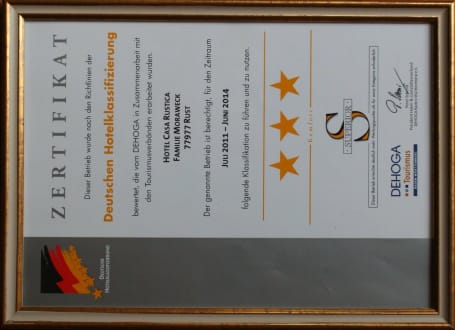 ZERTIFIKAT
Dieser Betrieb wurde nach den Richtlinien der
Deutschen Hotelklassifizierung
bewertet, die vom DEHOGA in Zusammenarbeit mit
den Tourismusverbänden erarbeitet wurden.
HOTEL CASA RUSTICA
FAMILIE MORAWECK
77977 RUST
Der genannte Betrieb ist berechtigt, für den Zeitraum
JULI 2011 – JUNI 2014
folgende Klassifikation zu führen und zu nutzen.
Komfort
S
SUPERIOR
DEHOGA
Tourismus
DEUTSCHE
HOTELKLASSIFIZIERUNG